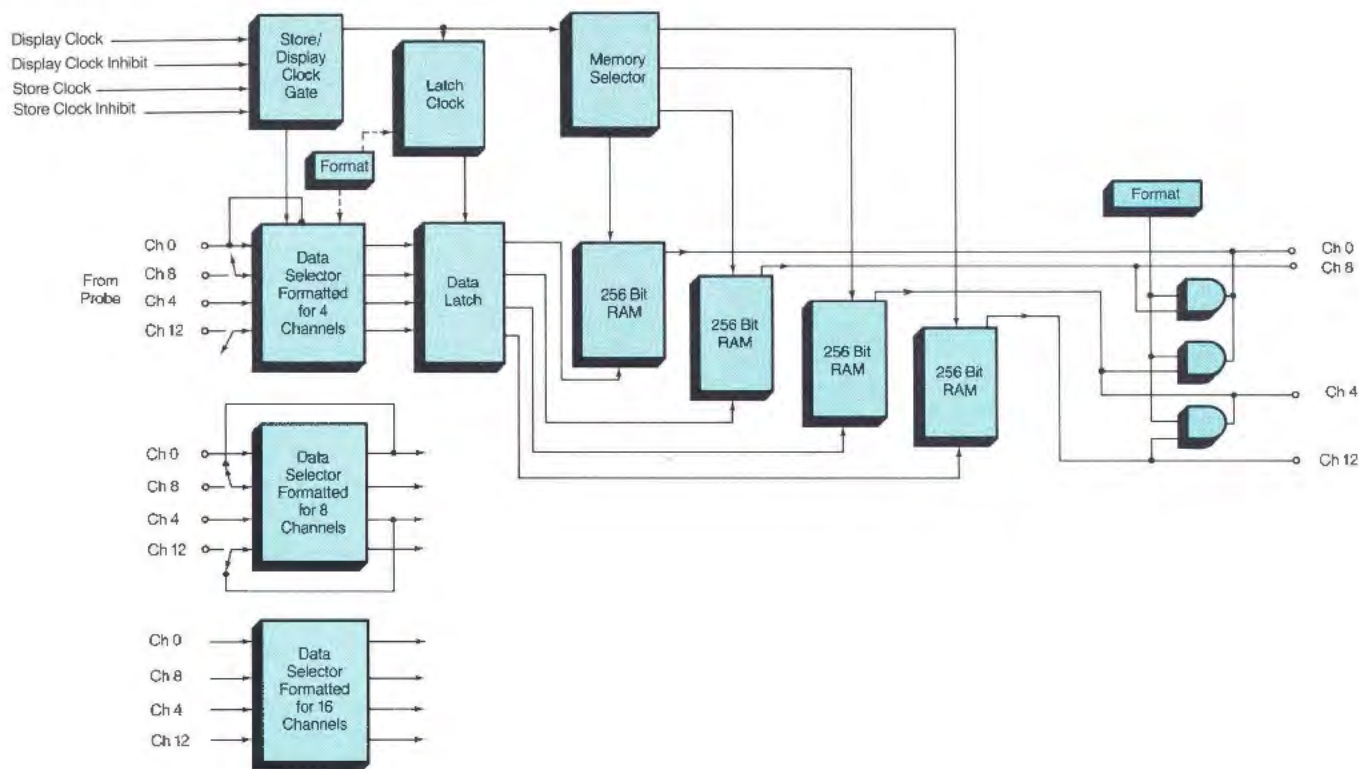 Display Clock
Display Clock Inhibit
Store Clock
Store Clock Inhibit
Store/
Display
Clock
Gate
Latch
Clock
Memory
Selector
Format
Format
From
Probe
Ch 0
Ch 8
Ch 4
Ch 12
Data
Selector
Formatted
for 4
Channels
Data
Latch
256 Bit
RAM
256 Bit
RAM
256 Bit
RAM
256 Bit
RAM
Ch 0
Ch 8
Ch 4
Ch 12
Ch 0
Ch 8
Ch 4
Ch 12
Data
Selector
Formatted
for 8
Channels
Ch 0
Ch 8
Ch 4
Ch 12
Data
Selector
Formatted
for 16
Channels